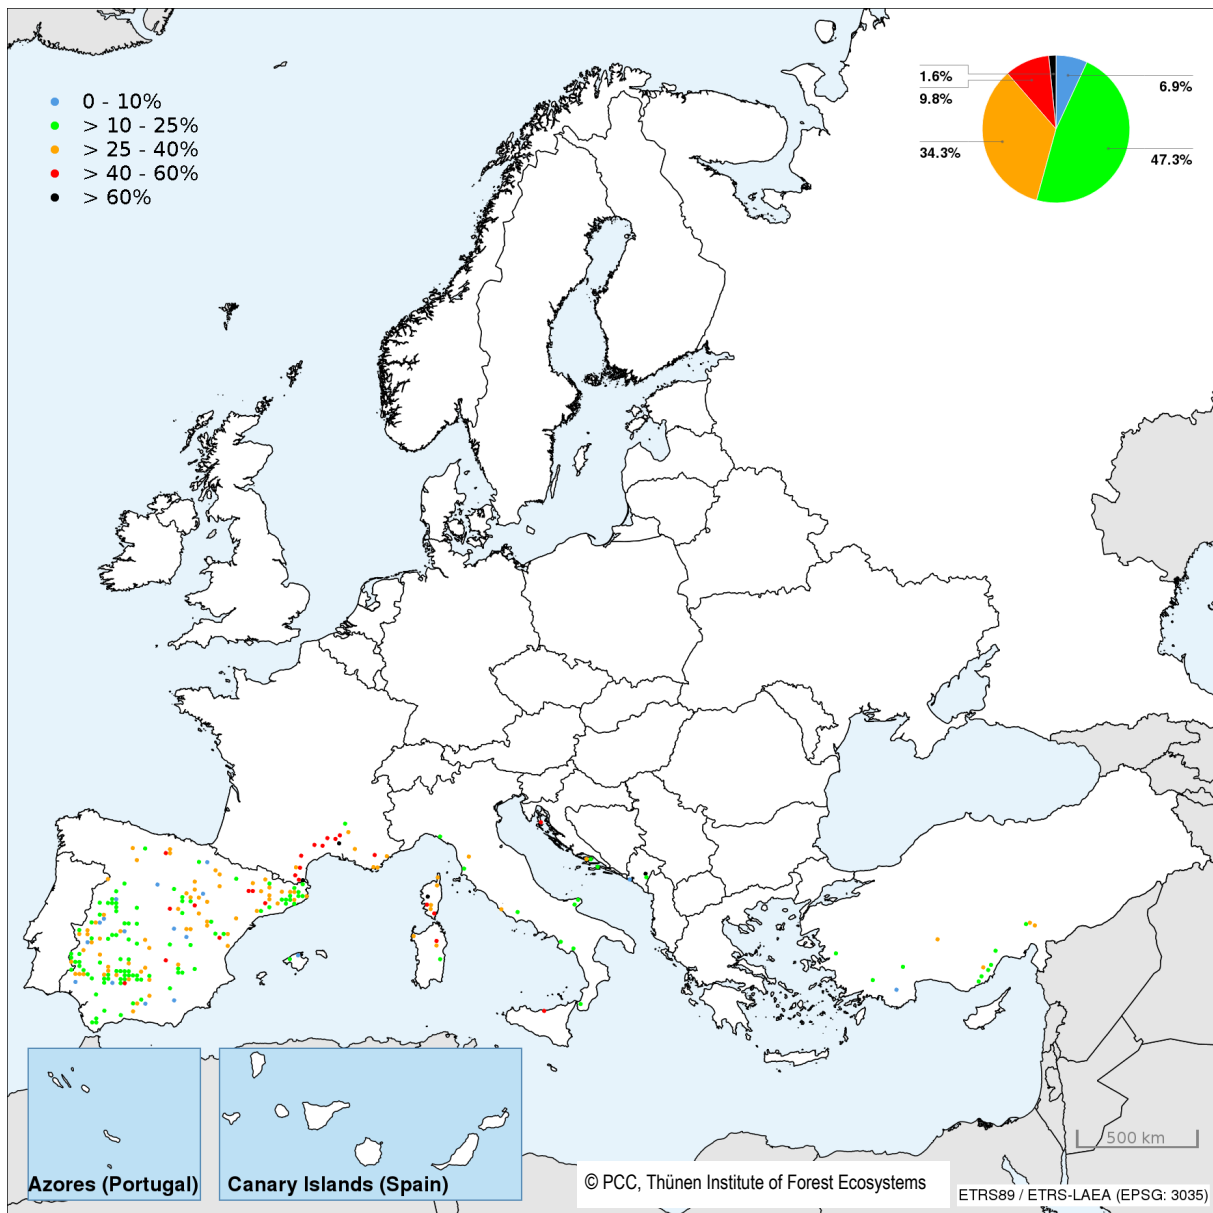 0 - 10%
> 10 - 25%
> 25 - 40%
> 40 - 60%
> 60%
1.6%
9.8%
34.3%
6.9%
47.3%
Azores (Portugal)
Canary Islands (Spain)
500 km
© PCC, Thünen Institute of Forest Ecosystems
ETRS89 / ETRS-LAEA (EPSG: 3035)